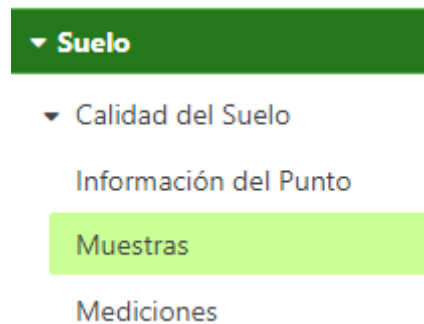 Suelo
Calidad del Suelo
Información del Punto
Muestras
Mediciones